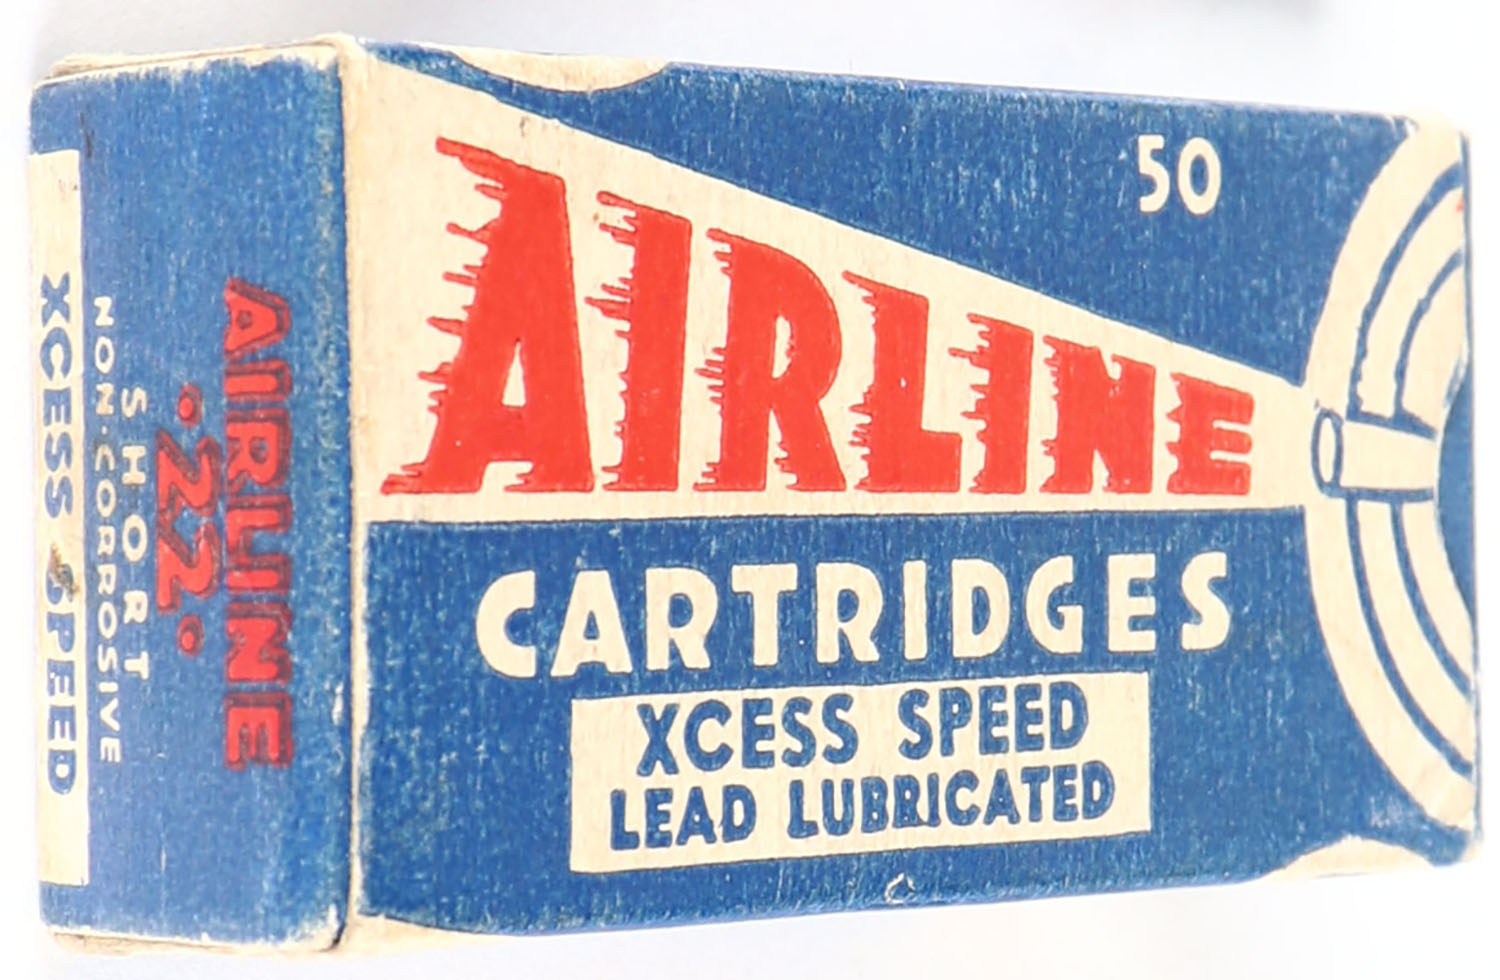 50
AIRLINE
CARTRIDGES
XCESS SPEED
LEAD LUBRICATED
AIRLINE
.22.
SHORT
NON-CORROSIVE
XCESS SPEED